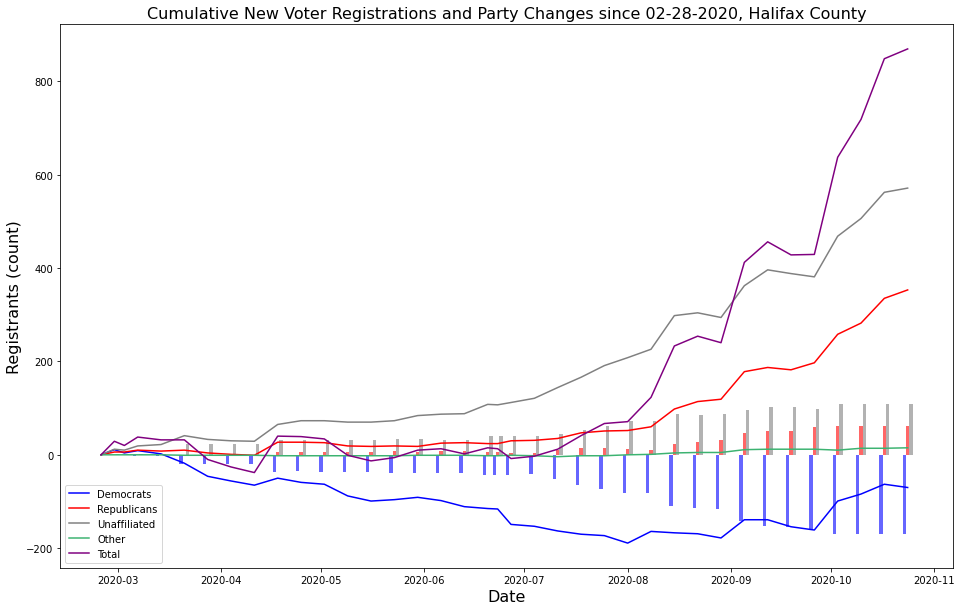 Cumulative New Voter Registrations and Party Changes since 02-28-2020, Halifax County
Registrants (count)
800
600
400
200
0
−200
Democrats
Republicans
Unaffiliated
Other
Total
2020-03
2020-04
2020-05
2020-06
2020-07
2020-08
2020-09
2020-10
2020-11
Date